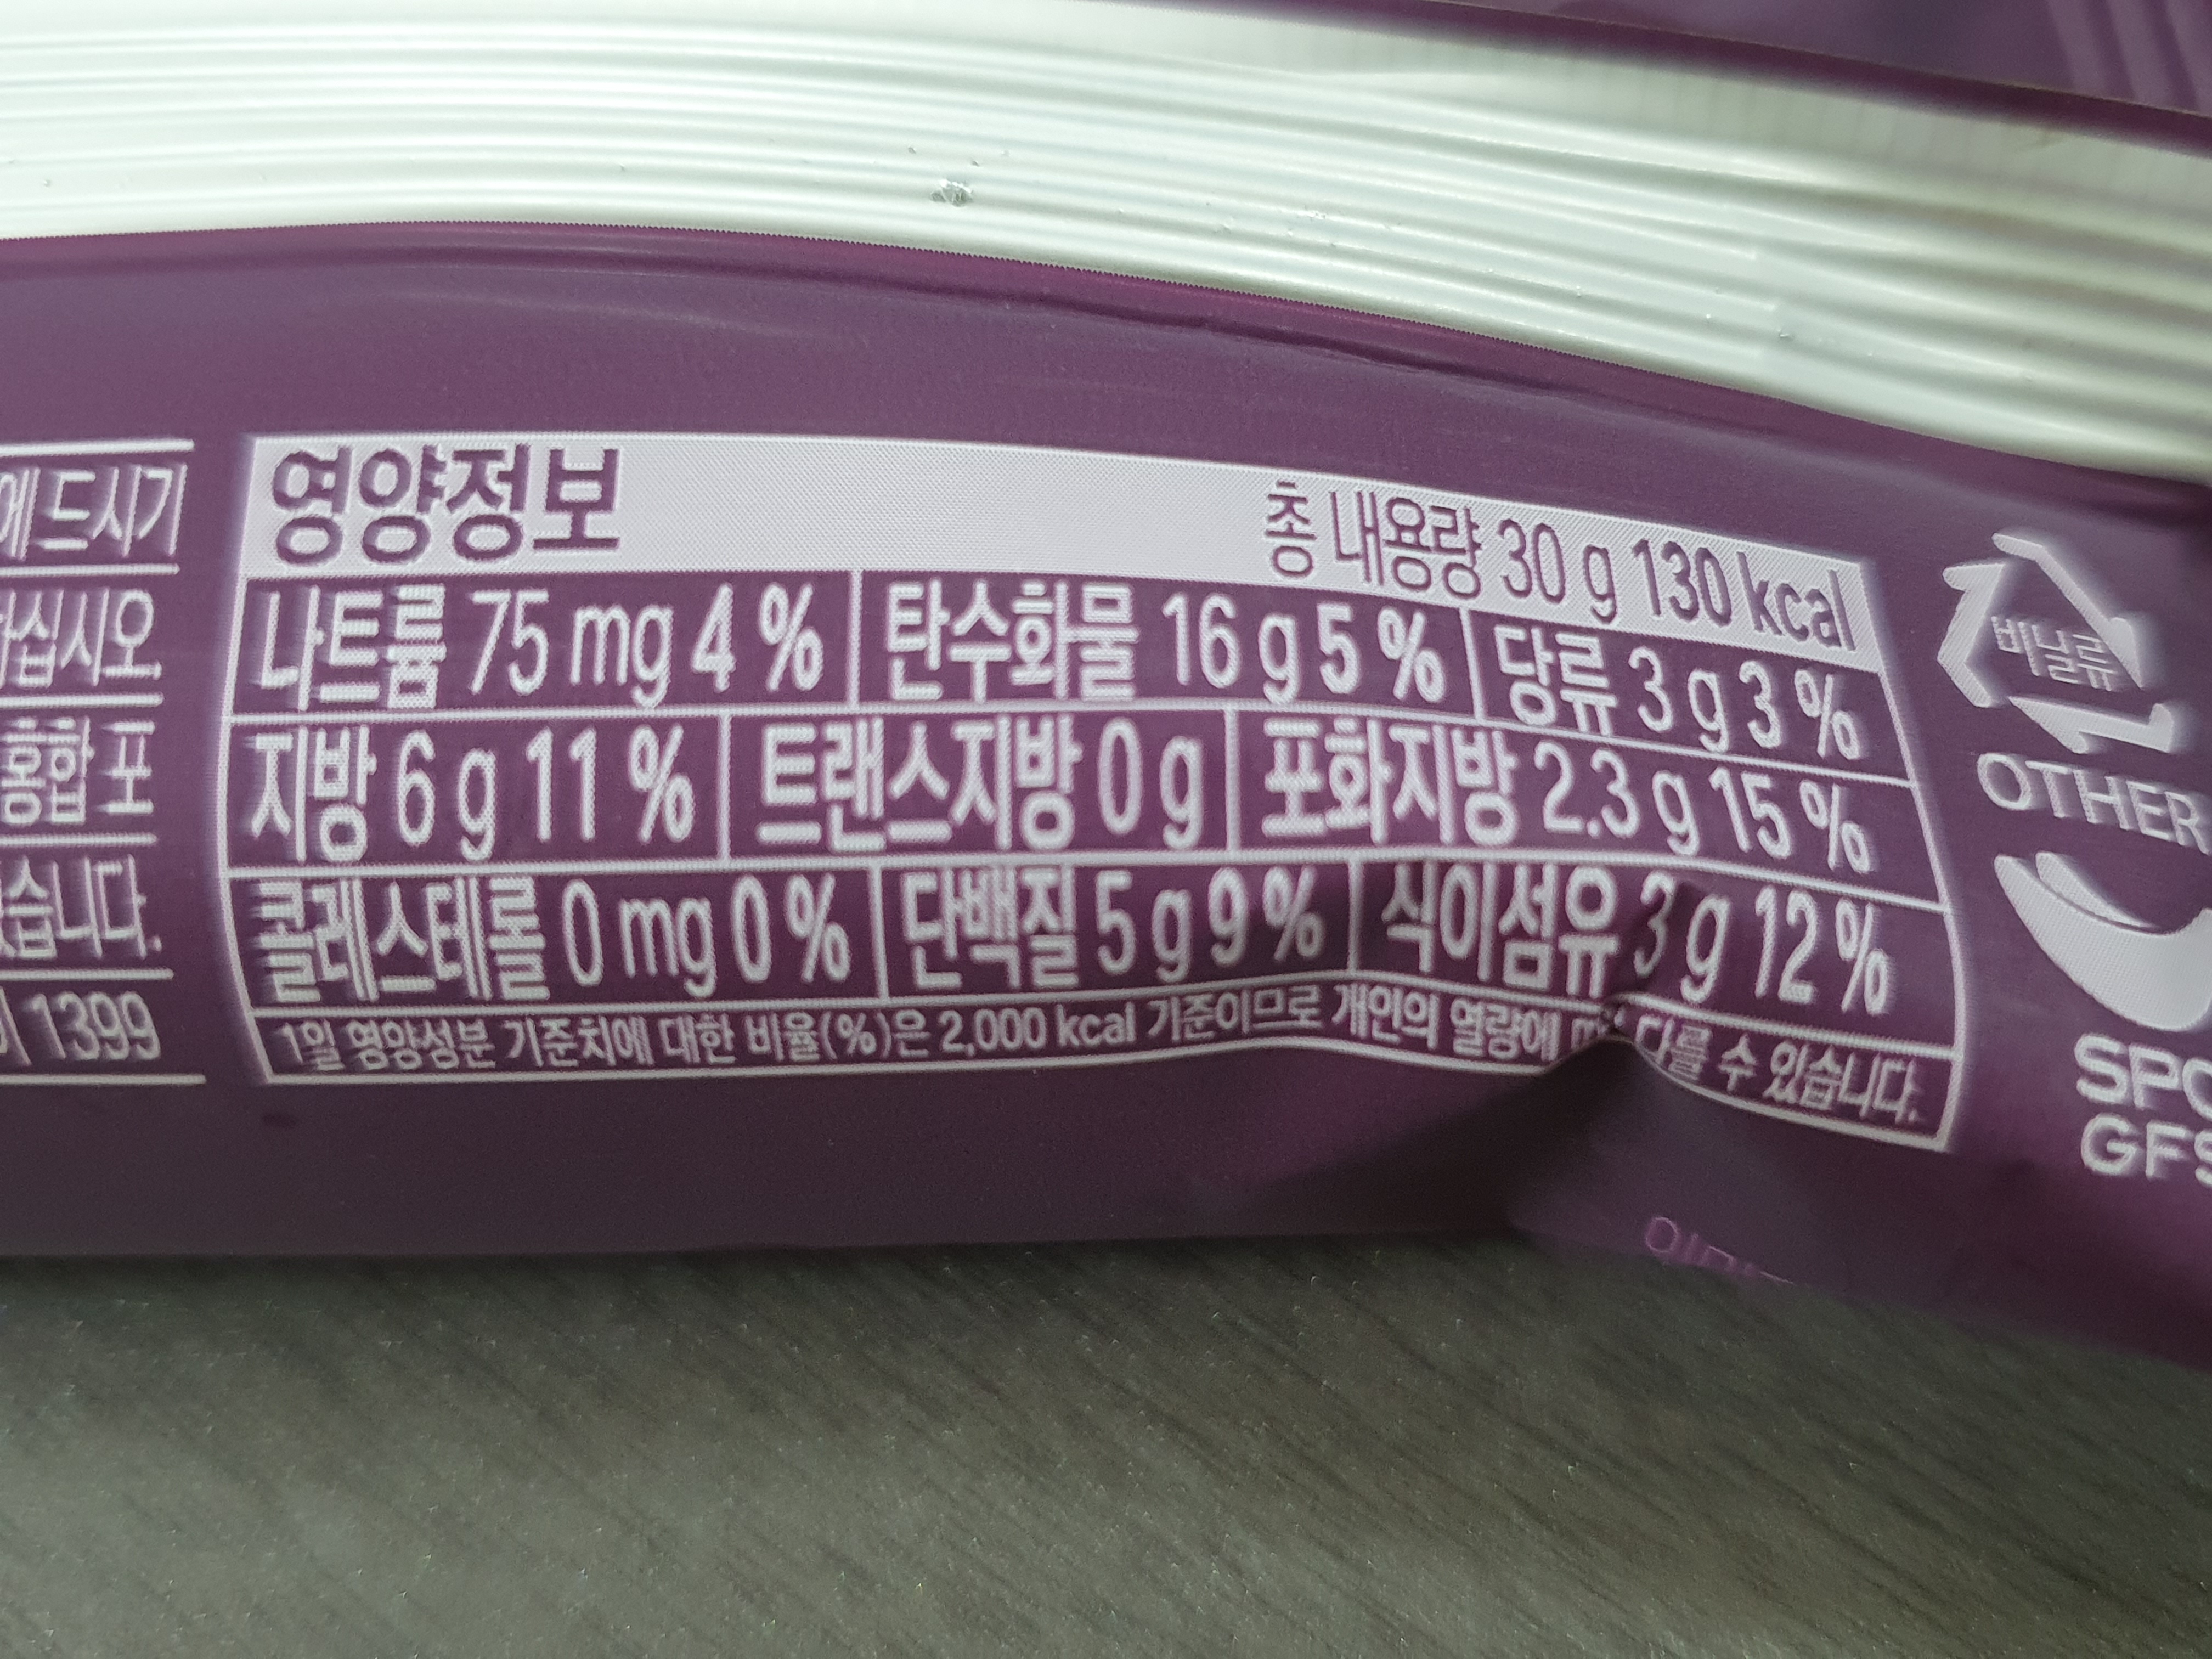 에 드시기
십시오
홍합 포
습니다.
1399
영양정보 총 내용량 30 g 130 kcal
나트륨 75 mg 4 % 탄수화물 16 g 5 % 당류 3 g 3 %
지방 6 g 11 % 트랜스지방 0 g 포화지방 2.3 g 15 %
콜레스테롤 0 mg 0 % 단백질 5 g 9 % 식이섬유 3 g 12 %
1일 영양성분 기준치에 대한 비율(%)은 2,000 kcal 기준이므로 개인의 열량에 다를 수 있습니다.
비닐류
OTHER
SPC
GFS